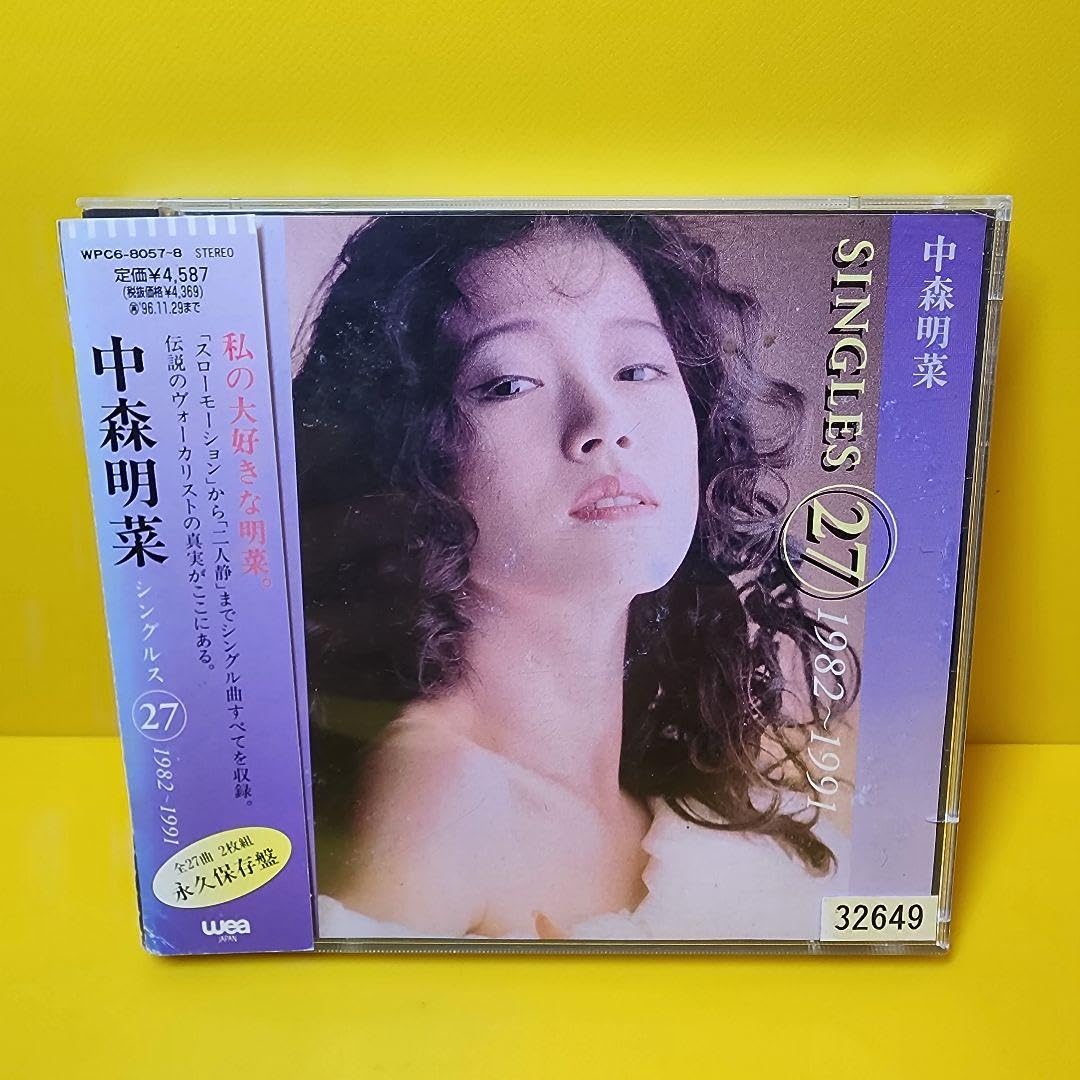 WPC6-8057~8 STEREO
定価¥4,587
(税抜価格¥4,369)
'96.11.29まで
私の大好きな明菜。
「スローモーション」から「二人静」までシングル曲すべてを収録。
伝説のヴォーカリストの真実がここにある。
中森明菜
シングルス
27
1982~1991
全27曲 2枚組
永久保存盤
wea
JAPAN
中森明菜
SINGLES 27 1982~1991
32649